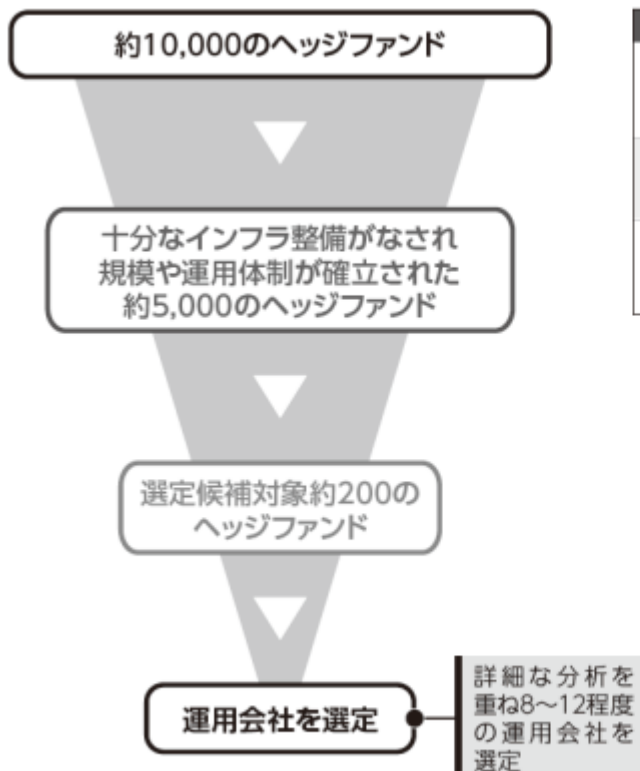 約10,000のヘッジファンド
十分なインフラ整備がなされ
規模や運用体制が確立された
約5,000のヘッジファンド
選定候補対象約200の
ヘッジファンド
運用会社を選定
詳細な分析を
重ね8〜12程度
の運用会社を
選定